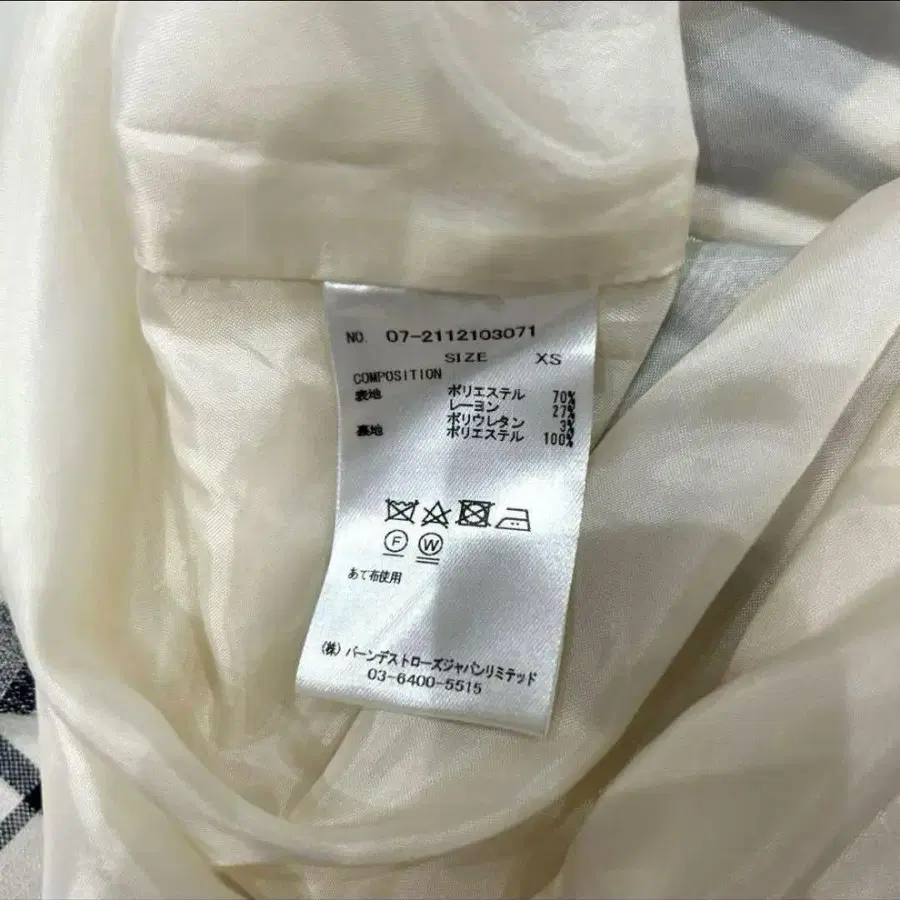 NO. 07-2112103071
SIZE XS
COMPOSITION
表地 ポリエステル 70%
レーヨン 27%
ポリウレタン 3%
裏地 ポリエステル 100%
F W
あて布使用
(株) バーンデストローズジャパンリミテッド
03-6400-5515